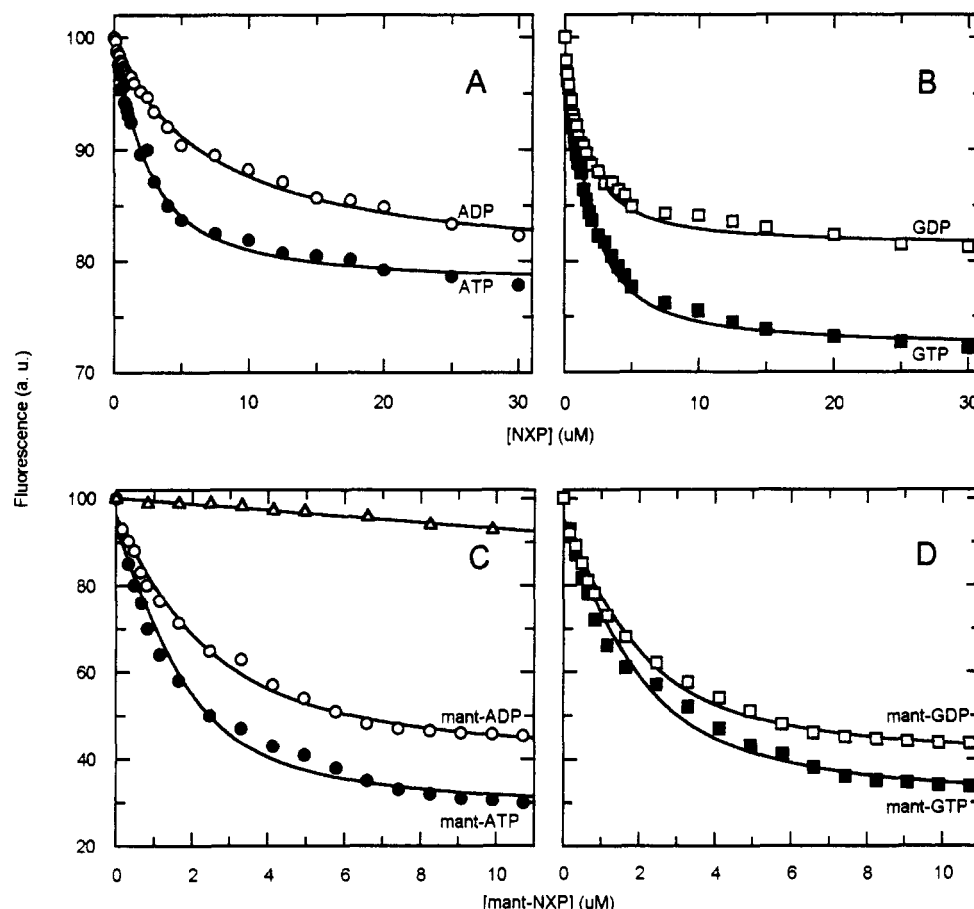 A
B
100
90
80
70
ADP
ATP
GDP
GTP
0 10 20 30
0 10 20 30
[NXP] (uM)
Fluorescence (a. u.)
C
D
100
80
60
40
20
mant-ADP
mant-ATP
mant-GDP
mant-GTP
0 2 4 6 8 10
0 2 4 6 8 10
[mant-NXP] (uM)